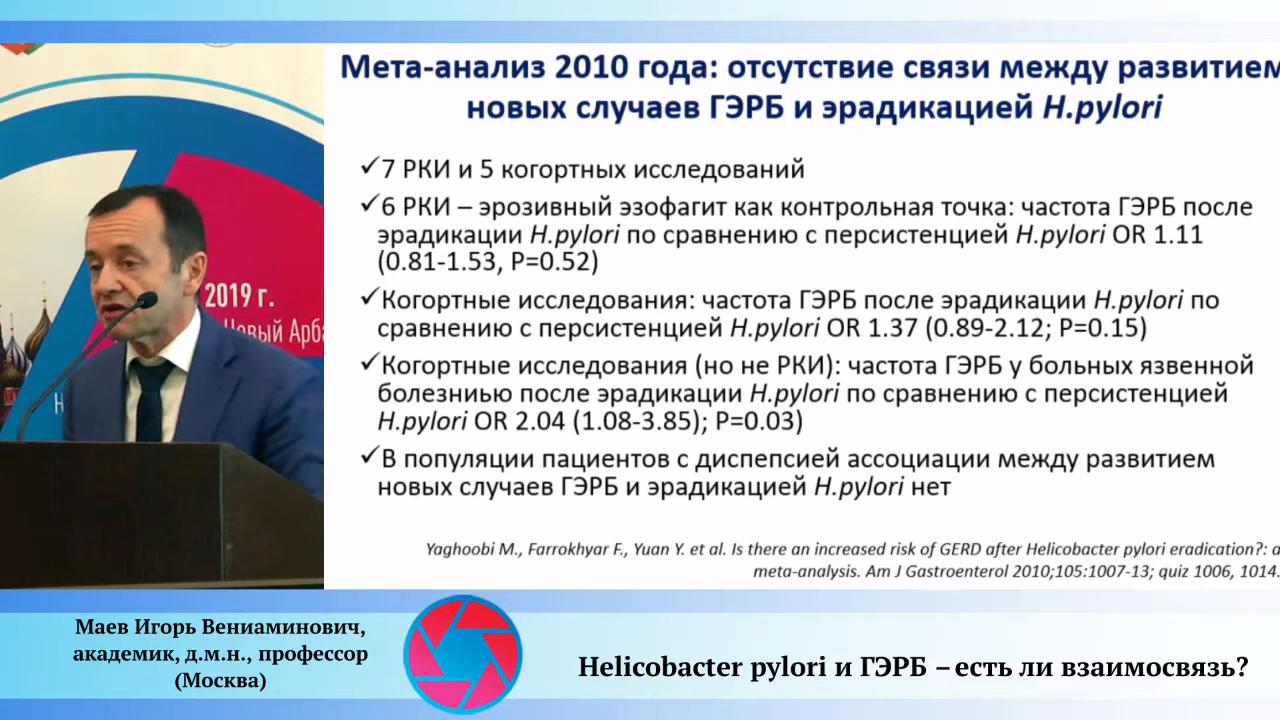 Мета-анализ 2010 года: отсутствие связи между развитием
новых случаев ГЭРБ и эрадикацией H.pylori
✓7 РКИ и 5 когортных исследований
✓6 РКИ – эрозивный эзофагит как контрольная точка: частота ГЭРБ после
эрадикации H.pylori по сравнению с персистенцией H.pylori OR 1.11
(0.81-1.53, P=0.52)
✓Когортные исследования: частота ГЭРБ после эрадикации H.pylori по
сравнению с персистенцией H.pylori OR 1.37 (0.89-2.12; P=0.15)
✓Когортные исследования (но не РКИ): частота ГЭРБ у больных язвенной
болезниью после эрадикации H.pylori по сравнению с персистенцией
H.pylori OR 2.04 (1.08-3.85); P=0.03)
✓В популяции пациентов с диспепсией ассоциации между развитием
новых случаев ГЭРБ и эрадикацией H.pylori нет
Yaghoobi M., Farrokhyar F., Yuan Y. et al. Is there an increased risk of GERD after Helicobacter pylori eradication?: a
meta-analysis. Am J Gastroenterol 2010;105:1007-13; quiz 1006, 1014.
2019 г.
Новый Арба
Маев Игорь Вениаминович,
академик, д.м.н., профессор
(Москва)
Helicobacter pylori и ГЭРБ – есть ли взаимосвязь?